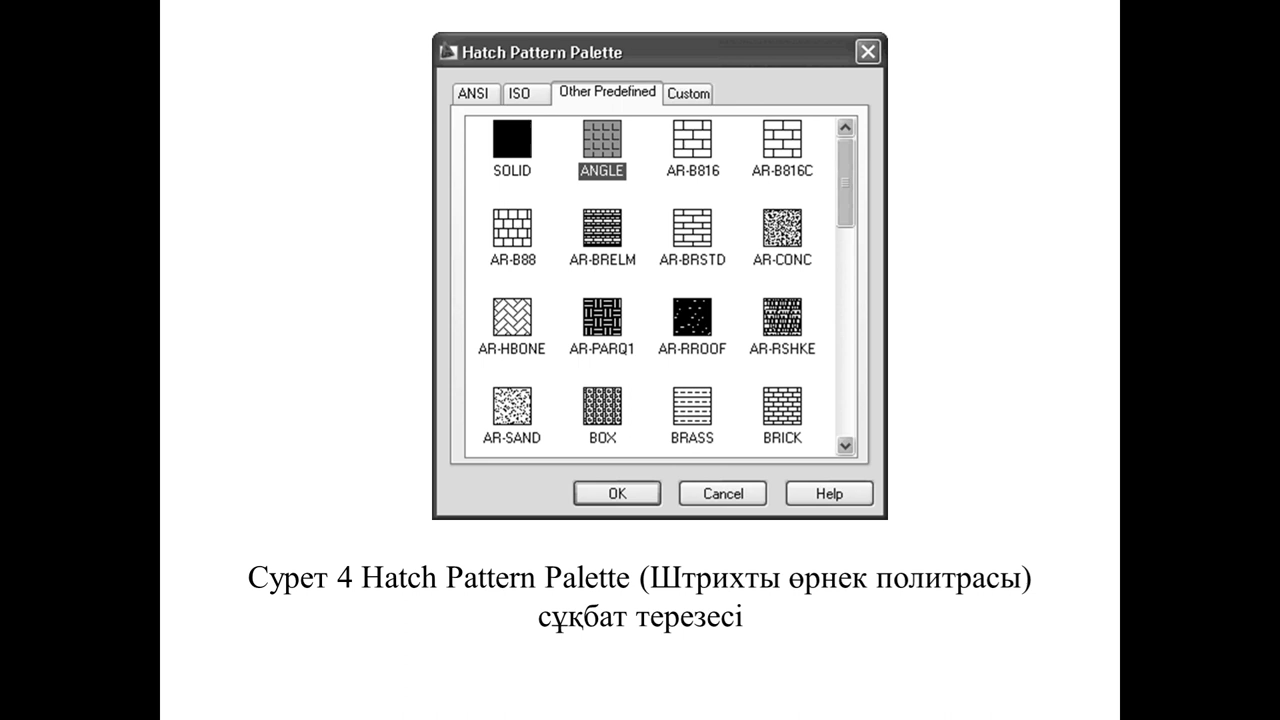 Hatch Pattern Palette
ANSI ISO Other Predefined Custom
SOLID ANGLE AR-B816 AR-B816C
AR-B88 AR-BRELM AR-BRSTD AR-CONC
AR-HBONE AR-PARQ1 AR-RROOF AR-RSHKE
AR-SAND BOX BRASS BRICK
OK Cancel Help
Сурет 4 Hatch Pattern Palette (Штрихты өрнек политрасы)
сұқбат терезесі